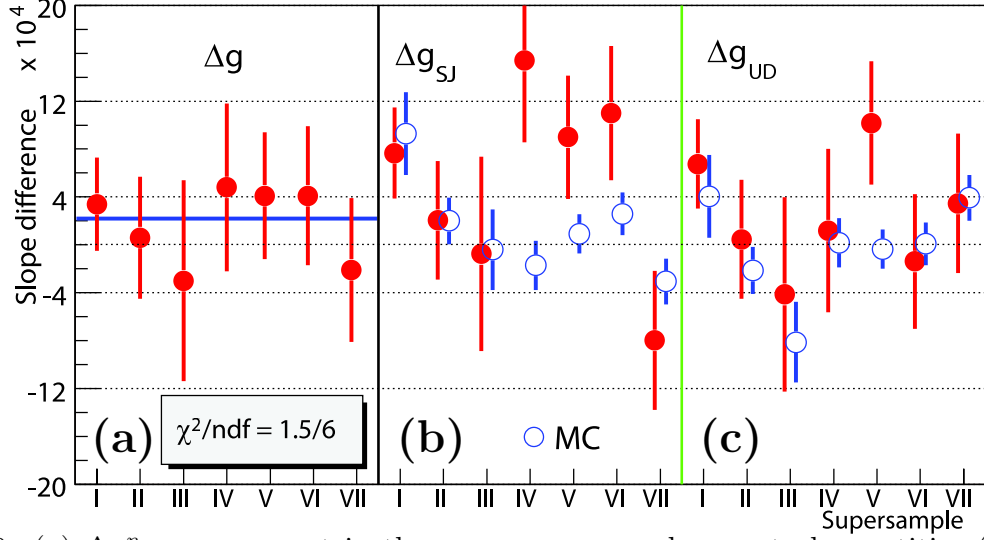 20
12
4
-4
-12
-20
Slope difference x 10⁴
Δg
Δg_SJ
Δg_UD
(a) χ²/ndf = 1.5/6
(b) MC
(c)
I II III IV V VI VII
I II III IV V VI VII
I II III IV V VI VII
Supersample